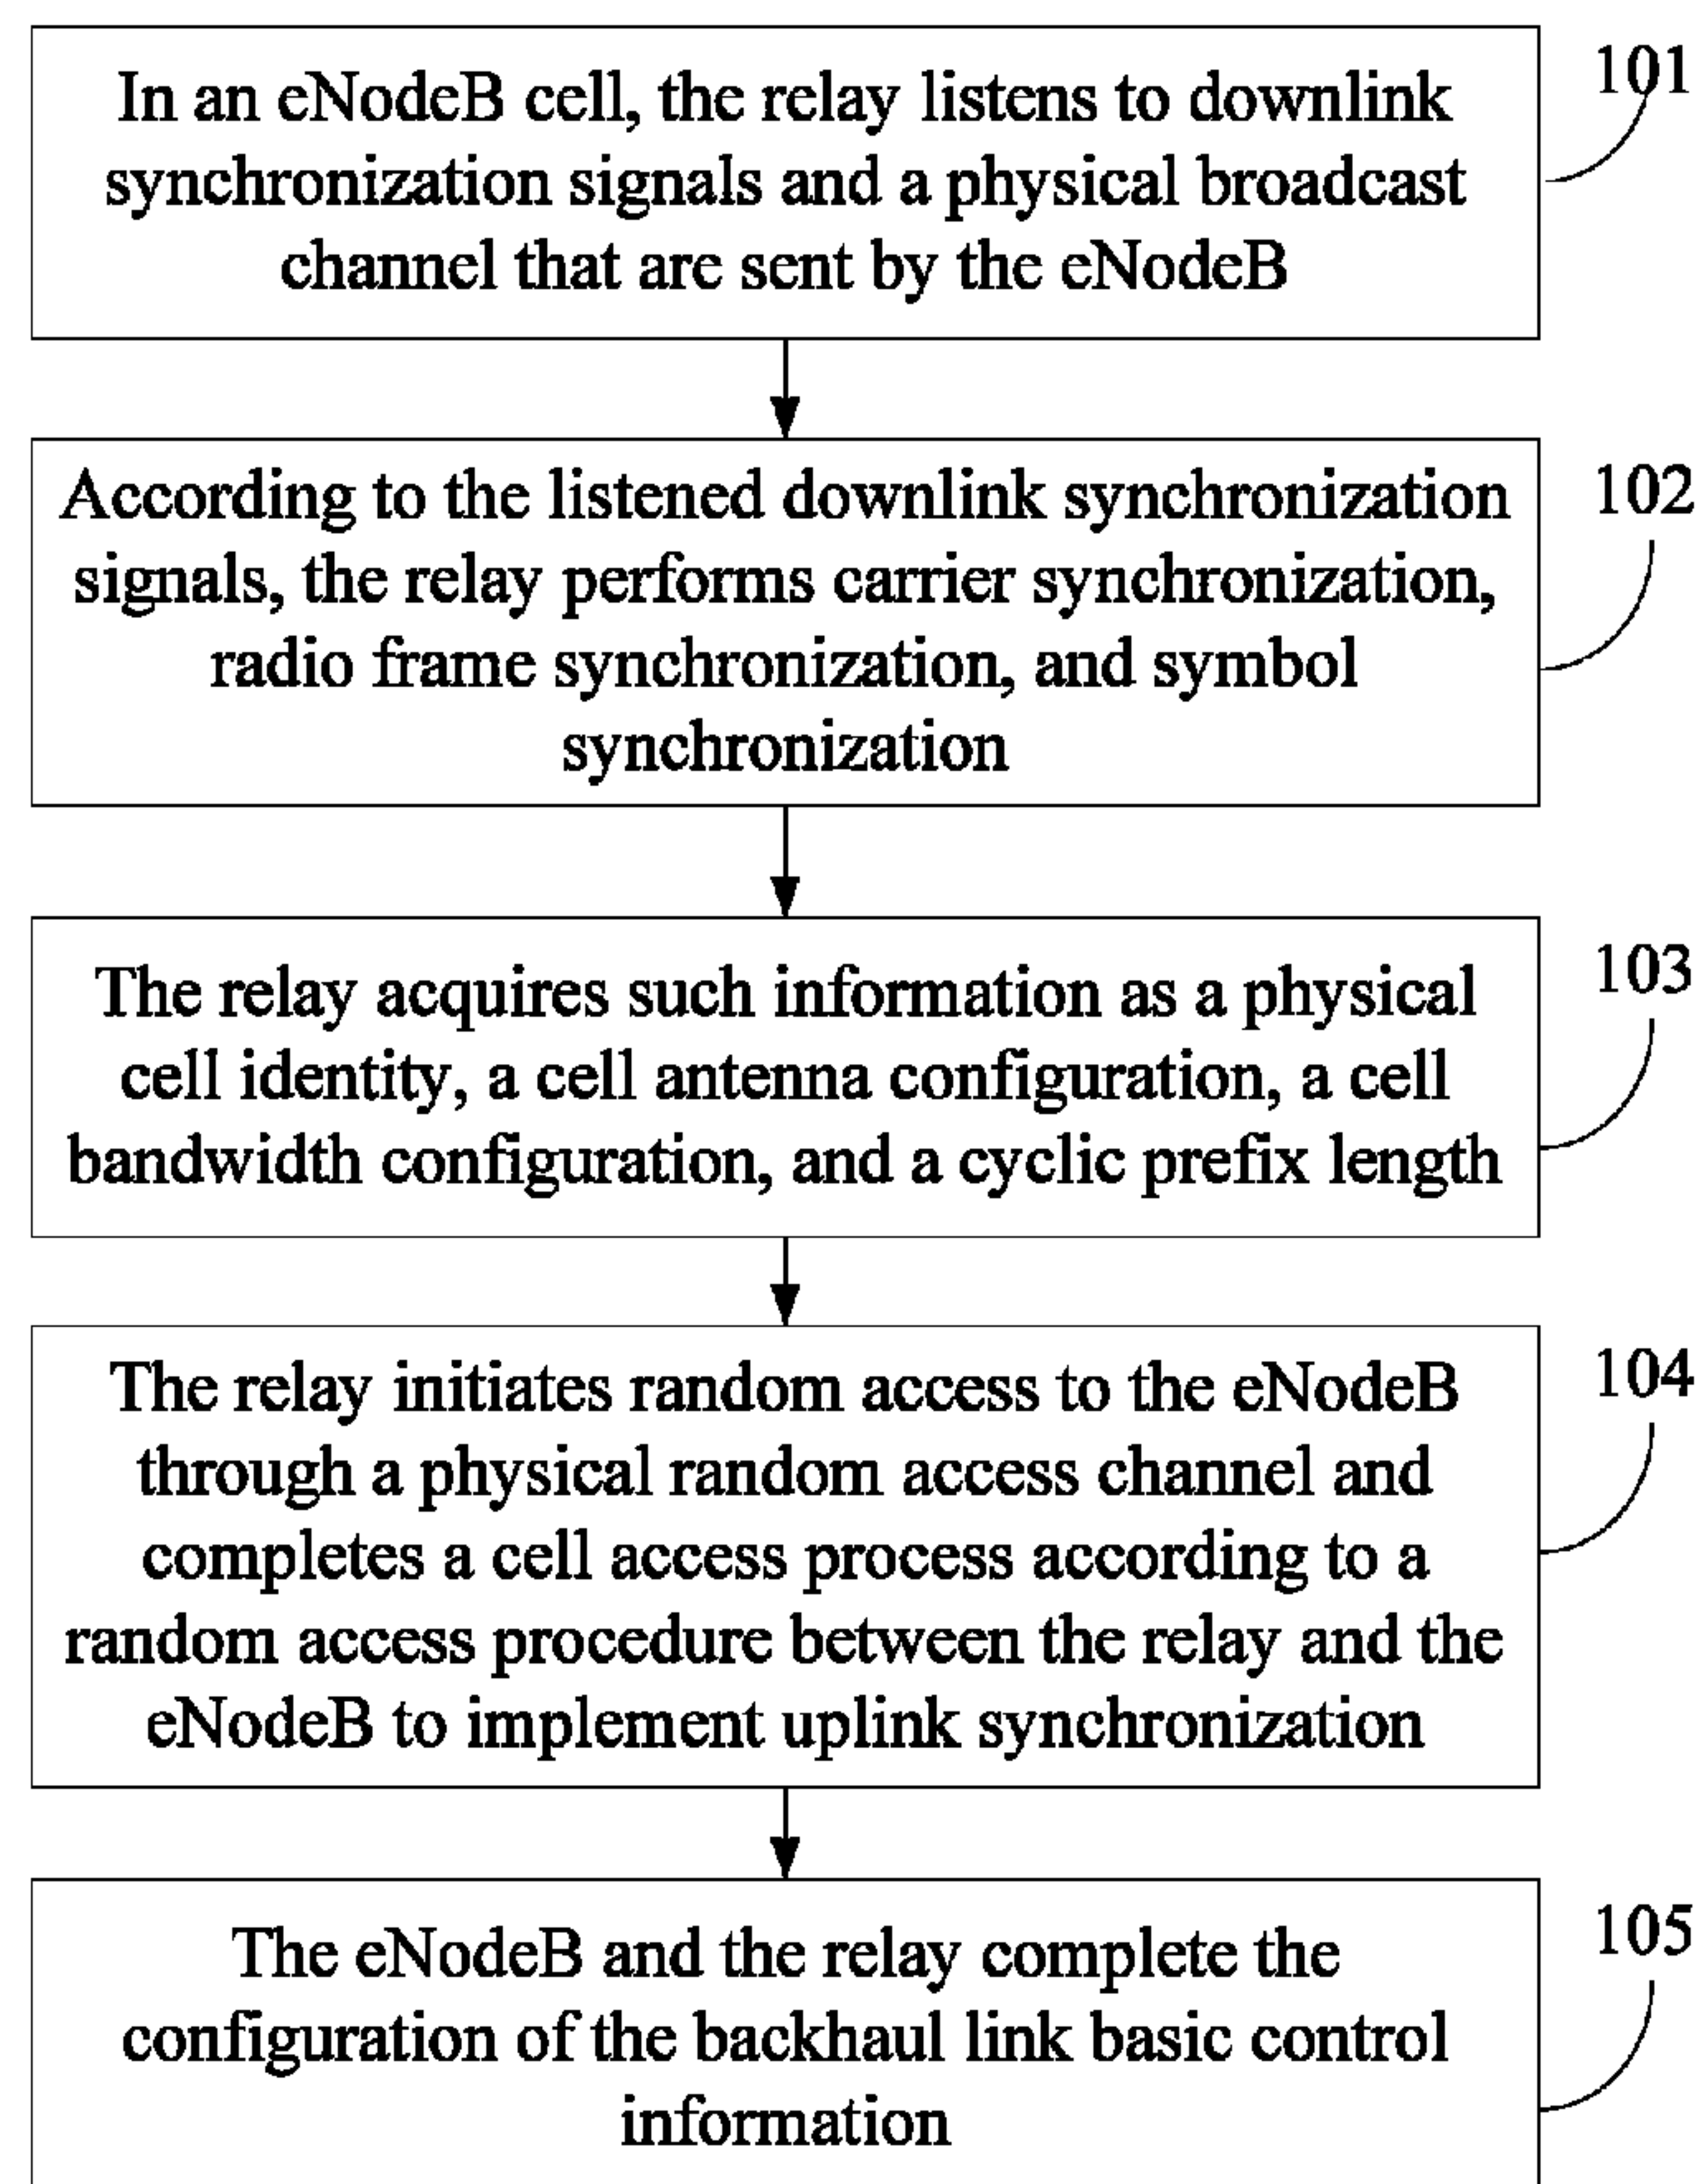 In an eNodeB cell, the relay listens to downlink
synchronization signals and a physical broadcast
channel that are sent by the eNodeB
101
According to the listened downlink synchronization
signals, the relay performs carrier synchronization,
radio frame synchronization, and symbol
synchronization
102
The relay acquires such information as a physical
cell identity, a cell antenna configuration, a cell
bandwidth configuration, and a cyclic prefix length
103
The relay initiates random access to the eNodeB
through a physical random access channel and
completes a cell access process according to a
random access procedure between the relay and the
eNodeB to implement uplink synchronization
104
The eNodeB and the relay complete the
configuration of the backhaul link basic control
information
105